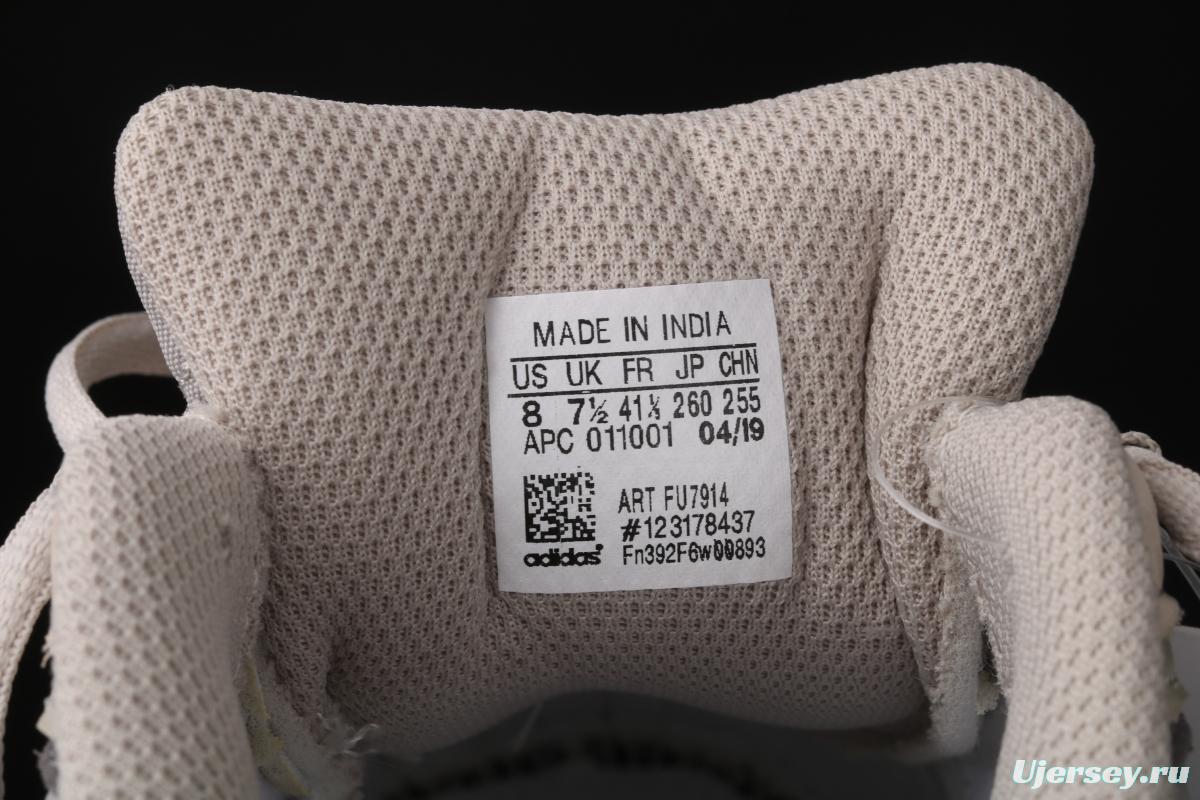 MADE IN INDIA
US UK FR JP CHN
8 7½ 41⅓ 260 255
APC 011001 04/19
ART FU7914
#123178437
adidas Fn392F6w00893
Ujersey.ru